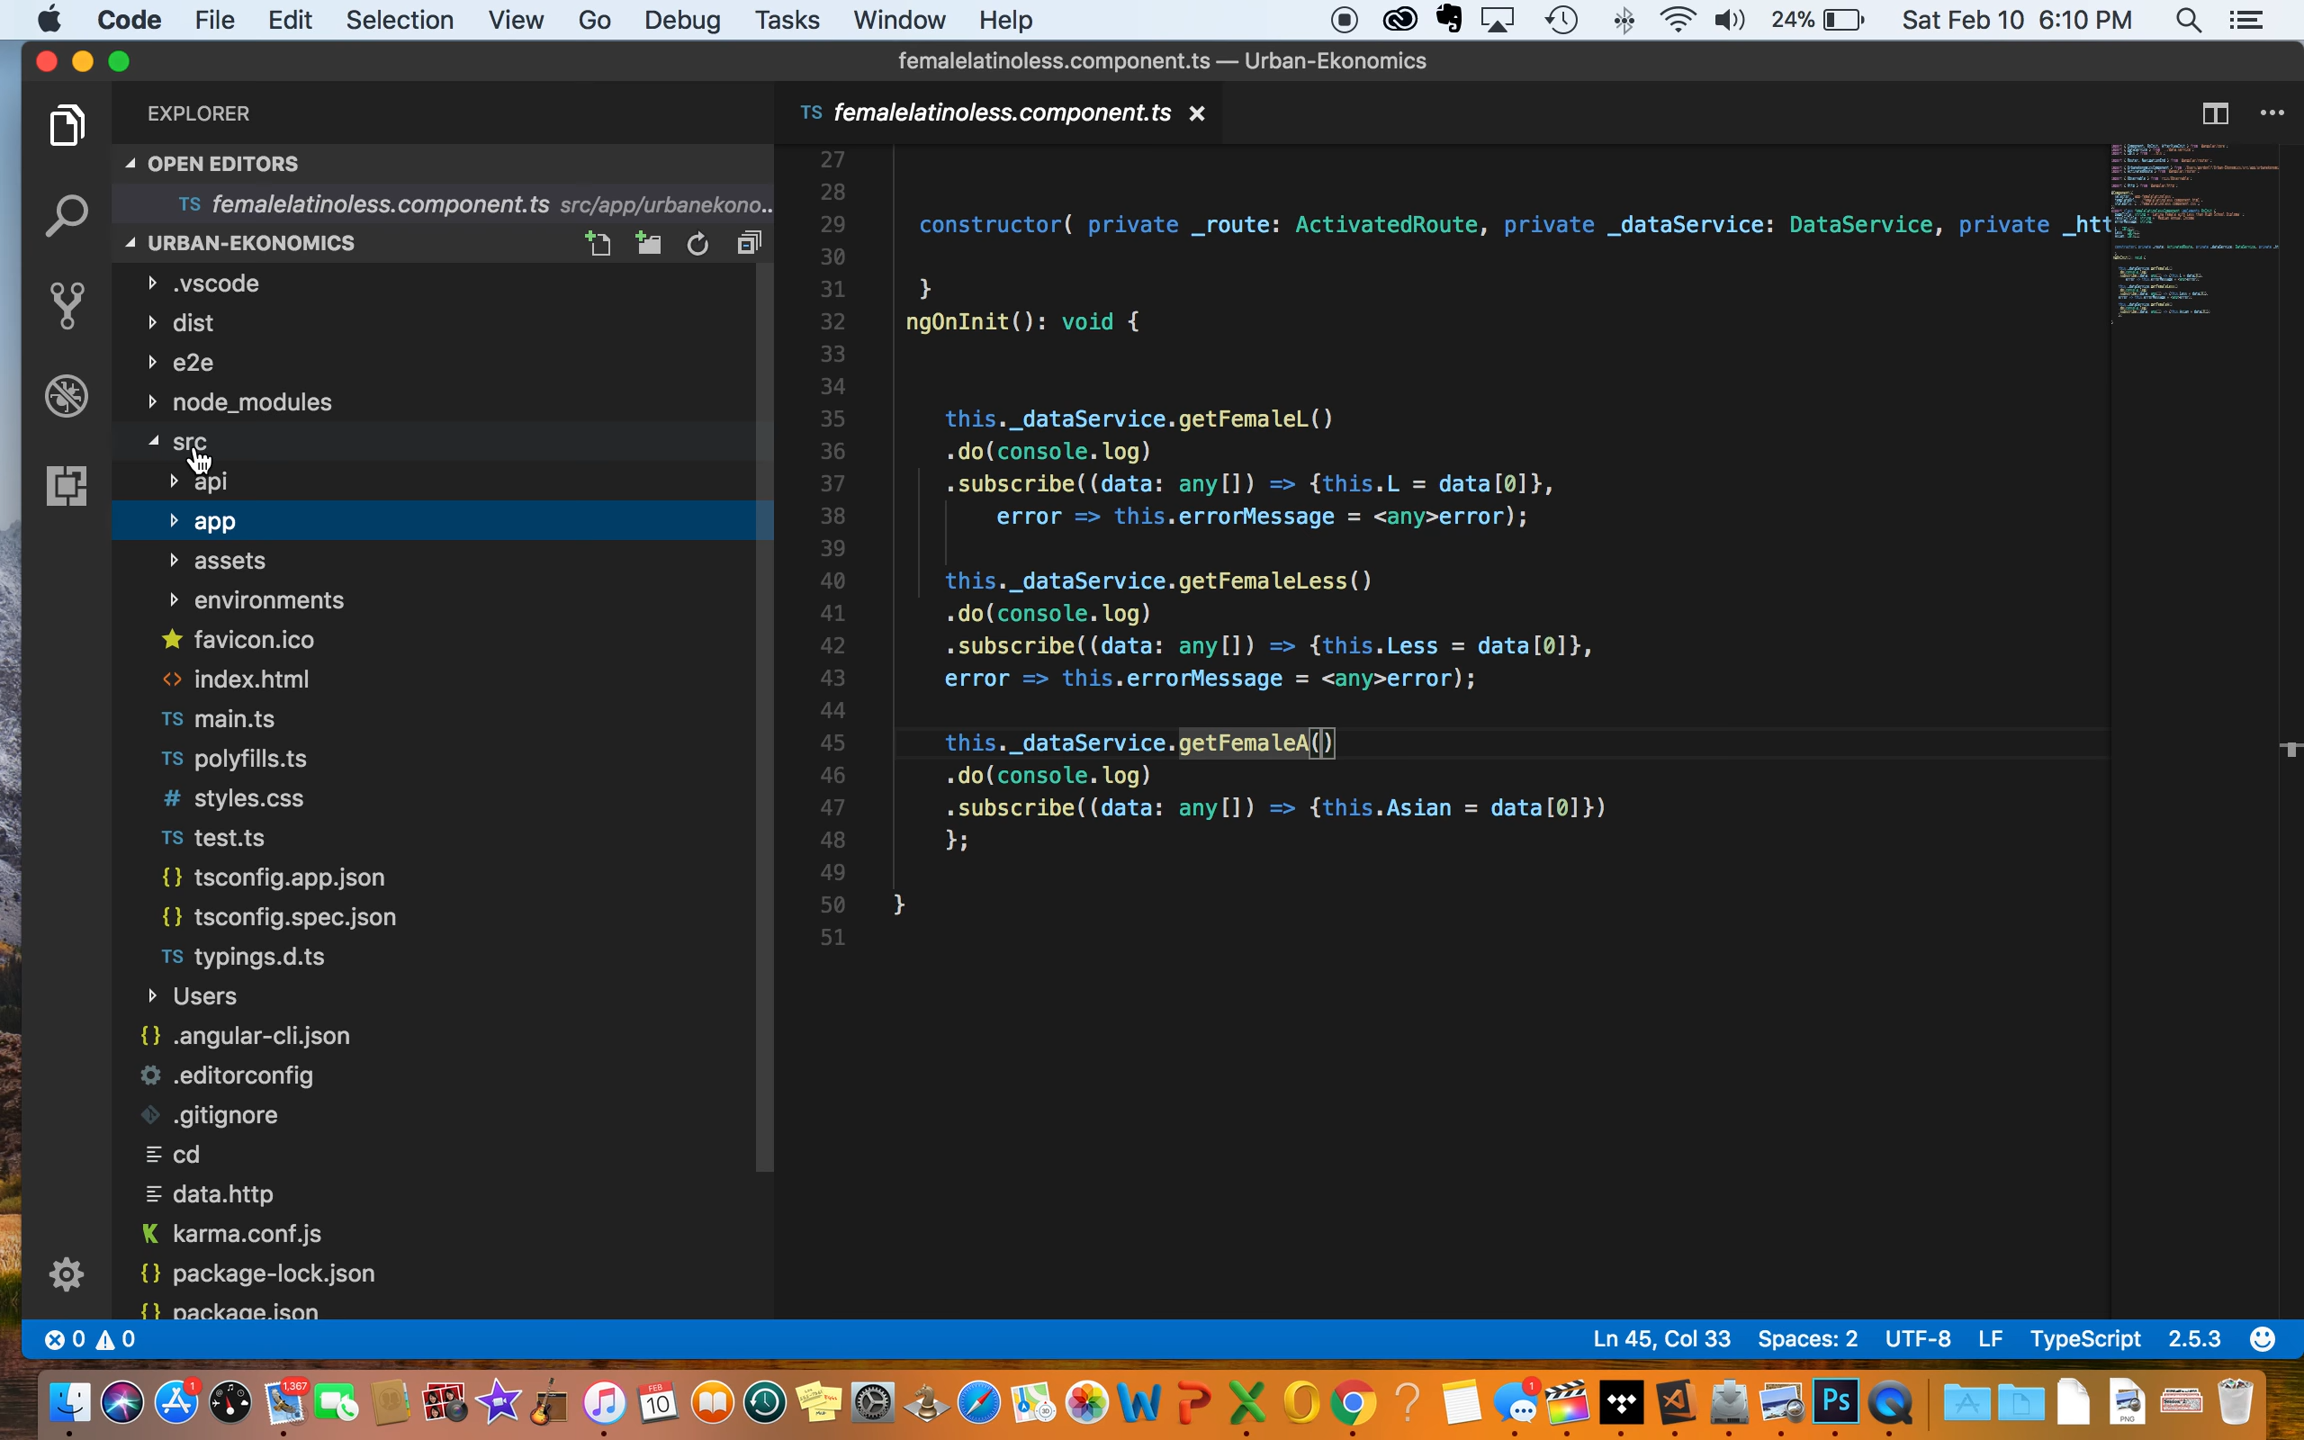 Code File Edit Selection View Go Debug Tasks Window Help 24% Sat Feb 10 6:10 PM
femalelatinoless.component.ts — Urban-Ekonomics
EXPLORER
OPEN EDITORS
TS femalelatinoless.component.ts src/app/urbanekono...
URBAN-EKONOMICS
.vscode
dist
e2e
node_modules
src
api
app
assets
environments
favicon.ico
<> index.html
TS main.ts
TS polyfills.ts
# styles.css
TS test.ts
{} tsconfig.app.json
{} tsconfig.spec.json
TS typings.d.ts
Users
{} .angular-cli.json
.editorconfig
.gitignore
cd
data.http
K karma.conf.js
{} package-lock.json
{} package.json
TS femalelatinoless.component.ts ×
27
28
29 constructor( private _route: ActivatedRoute, private _dataService: DataService, private _htt
30
31 }
32 ngOnInit(): void {
33
34
35 this._dataService.getFemaleL()
36 .do(console.log)
37 .subscribe((data: any[]) => {this.L = data[0]},
38 error => this.errorMessage = <any>error);
39
40 this._dataService.getFemaleLess()
41 .do(console.log)
42 .subscribe((data: any[]) => {this.Less = data[0]},
43 error => this.errorMessage = <any>error);
44
45 this._dataService.getFemaleA()
46 .do(console.log)
47 .subscribe((data: any[]) => {this.Asian = data[0]})
48 };
49
50 }
51
0 0 Ln 45, Col 33 Spaces: 2 UTF-8 LF TypeScript 2.5.3
1 1,367 FEB 10 1 Ps PNG